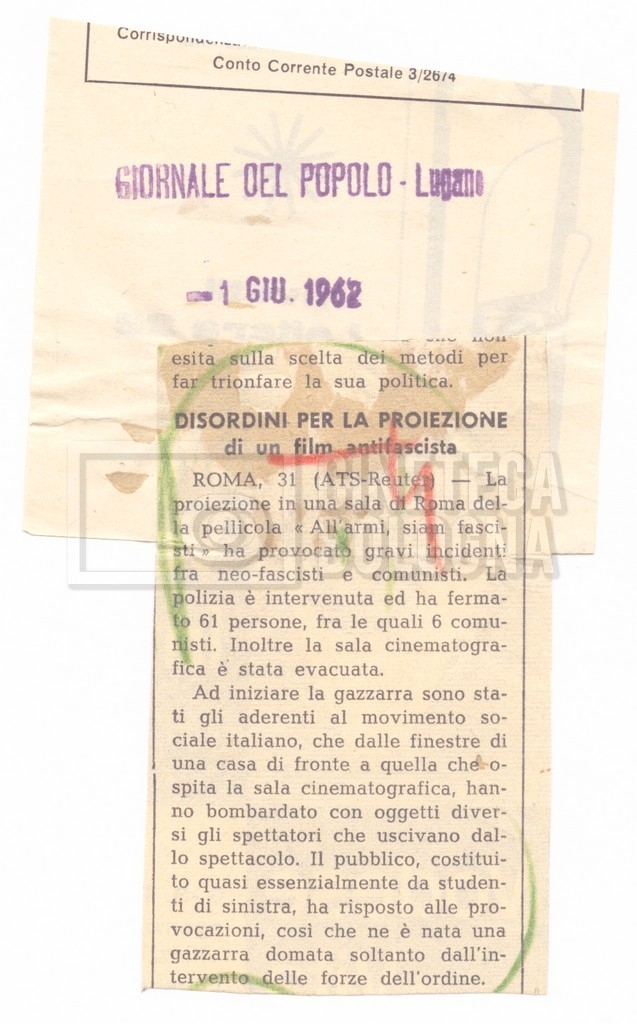 Corrispondenza
Conto Corrente Postale 3/2674
GIORNALE DEL POPOLO - Lugano
-1 GIU. 1962
che non
esita sulla scelta dei metodi per
far trionfare la sua politica.
DISORDINI PER LA PROIEZIONE
di un film antifascista
ROMA, 31 (ATS-Reuter) — La
proiezione in una sala di Roma del-
la pellicola « All'armi, siam fasci-
sti » ha provocato gravi incidenti
fra neo-fascisti e comunisti. La
polizia è intervenuta ed ha ferma-
to 61 persone, fra le quali 6 comu-
nisti. Inoltre la sala cinematogra-
fica è stata evacuata.
Ad iniziare la gazzarra sono sta-
ti gli aderenti al movimento so-
ciale italiano, che dalle finestre di
una casa di fronte a quella che o-
spita la sala cinematografica, han-
no bombardato con oggetti diver-
si gli spettatori che uscivano dal-
lo spettacolo. Il pubblico, costitui-
to quasi essenzialmente da studen-
ti di sinistra, ha risposto alle pro-
vocazioni, così che ne è nata una
gazzarra domata soltanto dall'in-
tervento delle forze dell'ordine.
CINETECA
BOLOGNA